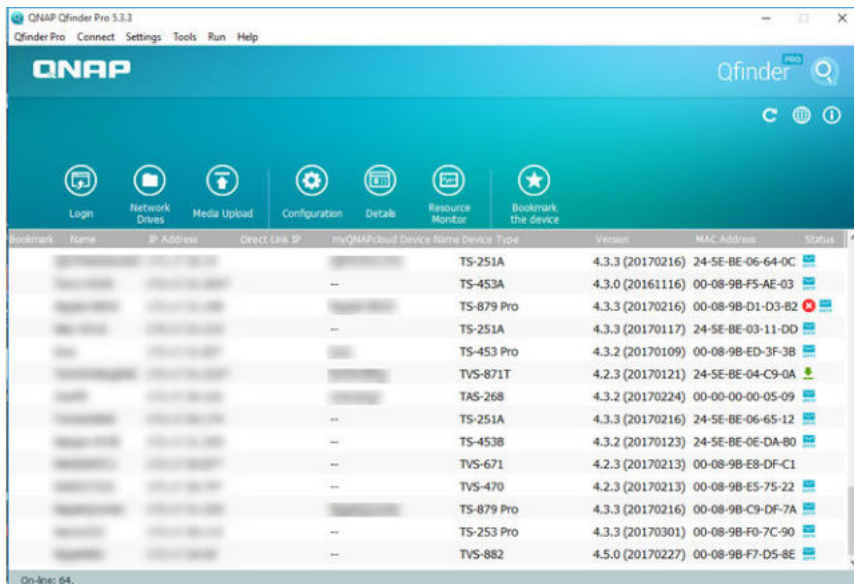 QNAP Qfinder Pro 5.3.3
Qfinder Pro Connect Settings Tools Run Help
QNAP
Qfinder PRO
Login
Network Drives
Media Upload
Configuration
Details
Resource Monitor
Bookmark the device
Bookmark Name IP Address Direct Link IP myQNAPcloud Device Name Device Type Version MAC Address Status
TS-251A 4.3.3 (20170216) 24-5E-BE-06-64-0C
-- TS-453A 4.3.0 (20161116) 00-08-9B-F5-AE-03
TS-879 Pro 4.3.3 (20170216) 00-08-9B-D1-D3-B2
-- TS-251A 4.3.3 (20170117) 24-5E-BE-03-11-DD
TS-453 Pro 4.3.2 (20170109) 00-08-9B-ED-3F-3B
TVS-871T 4.2.3 (20170121) 24-5E-BE-04-C9-0A
TAS-268 4.3.2 (20170224) 00-00-00-00-05-09
-- TS-251A 4.3.3 (20170216) 24-5E-BE-06-65-12
-- TS-453B 4.3.2 (20170123) 24-5E-BE-0E-DA-B0
-- TVS-671 4.2.3 (20170213) 00-08-9B-E8-DF-C1
-- TVS-470 4.2.3 (20170213) 00-08-9B-E5-75-22
TS-879 Pro 4.3.3 (20170216) 00-08-9B-C9-DF-7A
-- TS-253 Pro 4.3.3 (20170301) 00-08-9B-F0-7C-90
-- TVS-882 4.5.0 (20170227) 00-08-9B-F7-D5-8E
On-line: 64.